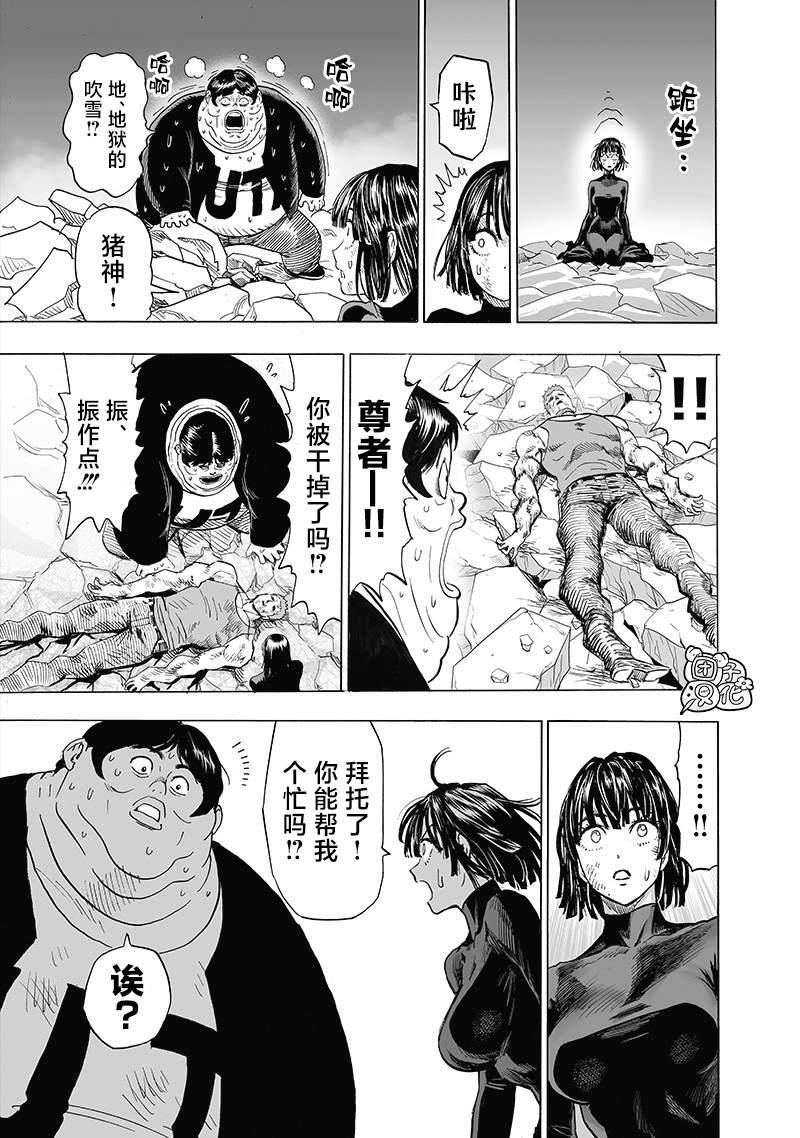 跪坐…
咔啦
哈啊
哈啊
地、地狱的
吹雪!?
猪神！
!!
尊者—!!
你被干掉了吗!?
振、
振作点!!!
……!!
拜托了！
你能帮我
个忙吗!?
诶？
团子
汉化